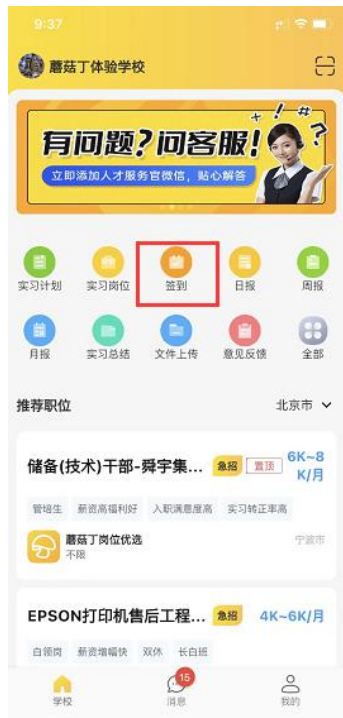 9:37
蘑菇丁体验学校
有问题?问客服!
立即添加人才服务官微信，贴心解答
实习计划 实习岗位 签到 日报 周报
月报 实习总结 文件上传 意见反馈 全部
推荐职位 北京市
储备(技术)干部-舜宇集... 急招 置顶 6K~8
K/月
管培生 薪资高福利好 入职满意度高 实习转正率高
蘑菇丁岗位优选 宁波市
不限
EPSON打印机售后工程... 急招 4K~6K/月
白领岗 薪资增幅快 双休 长白班
15
学校 消息 我的